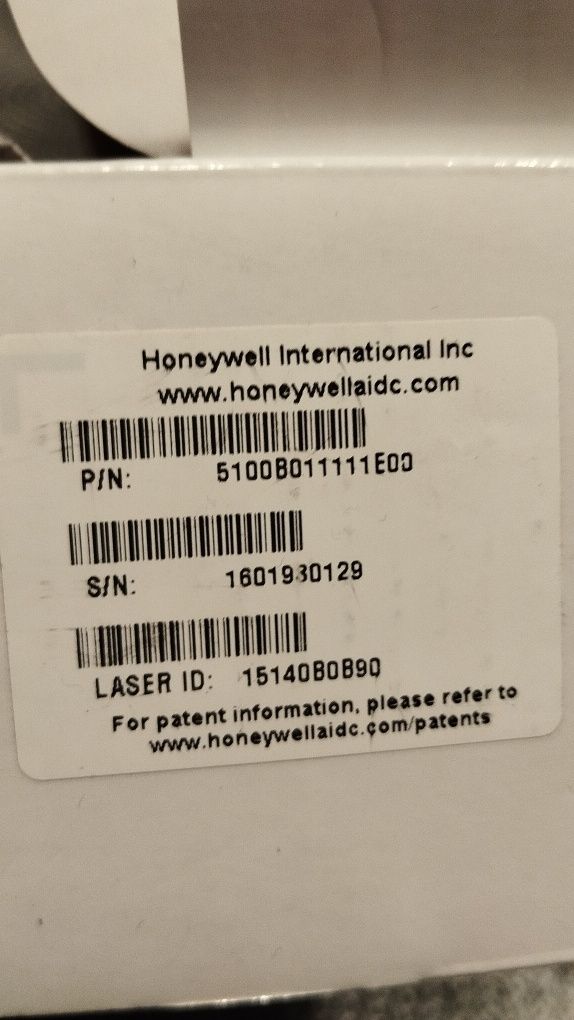 Honeywell International Inc
www.honeywellaidc.com
P/N: 5100B011111E00
S/N: 1601930129
LASER ID: 15140B0B90
For patent information, please refer to
www.honeywellaidc.com/patents